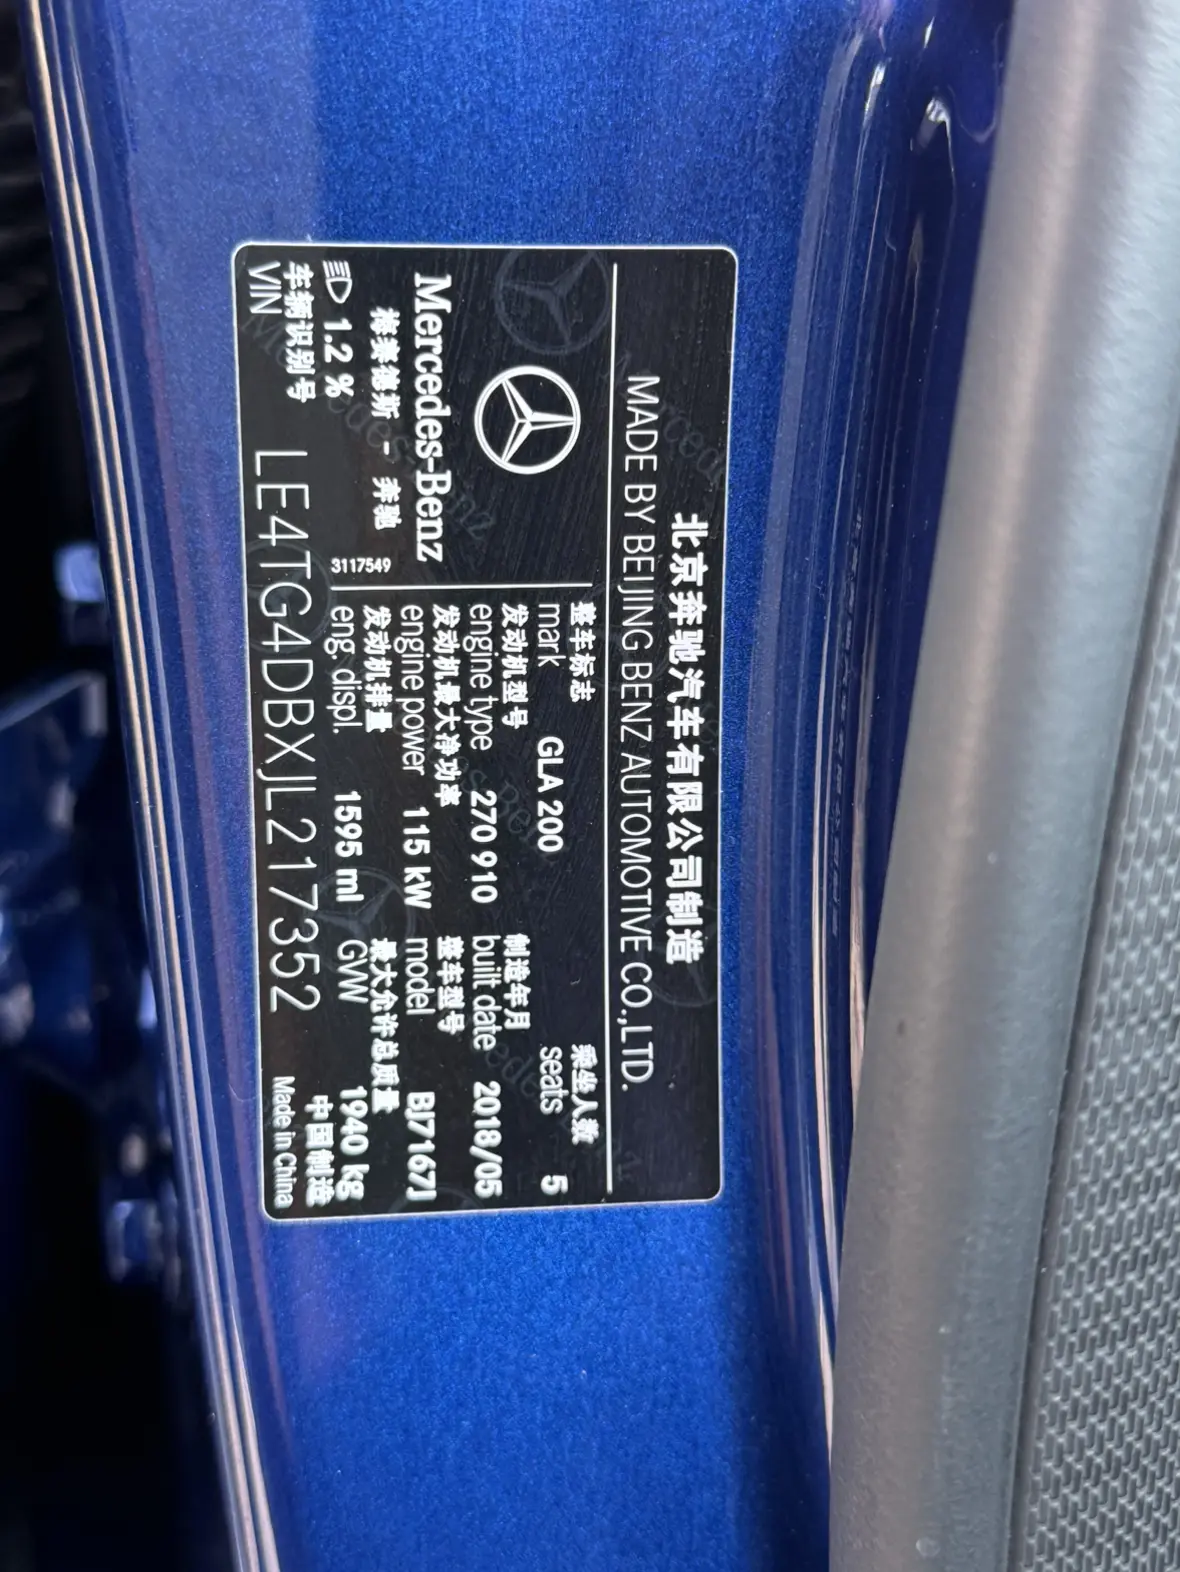 北京奔驰汽车有限公司制造
MADE BY BEIJING BENZ AUTOMOTIVE CO.,LTD.
Mercedes-Benz
梅赛德斯 - 奔驰
1.2 %
3117549
整车标志
mark GLA 200
乘坐人数
seats 5
发动机型号
engine type 270 910
制造年月
built date 2018/05
发动机最大净功率
engine power 115 kW
整车型号
model BJ7167J
发动机排量
eng. displ. 1595 ml
最大允许总质量
GVW 1940 kg
车辆识别号
VIN LE4TG4DBXJL217352
中国制造
Made in China